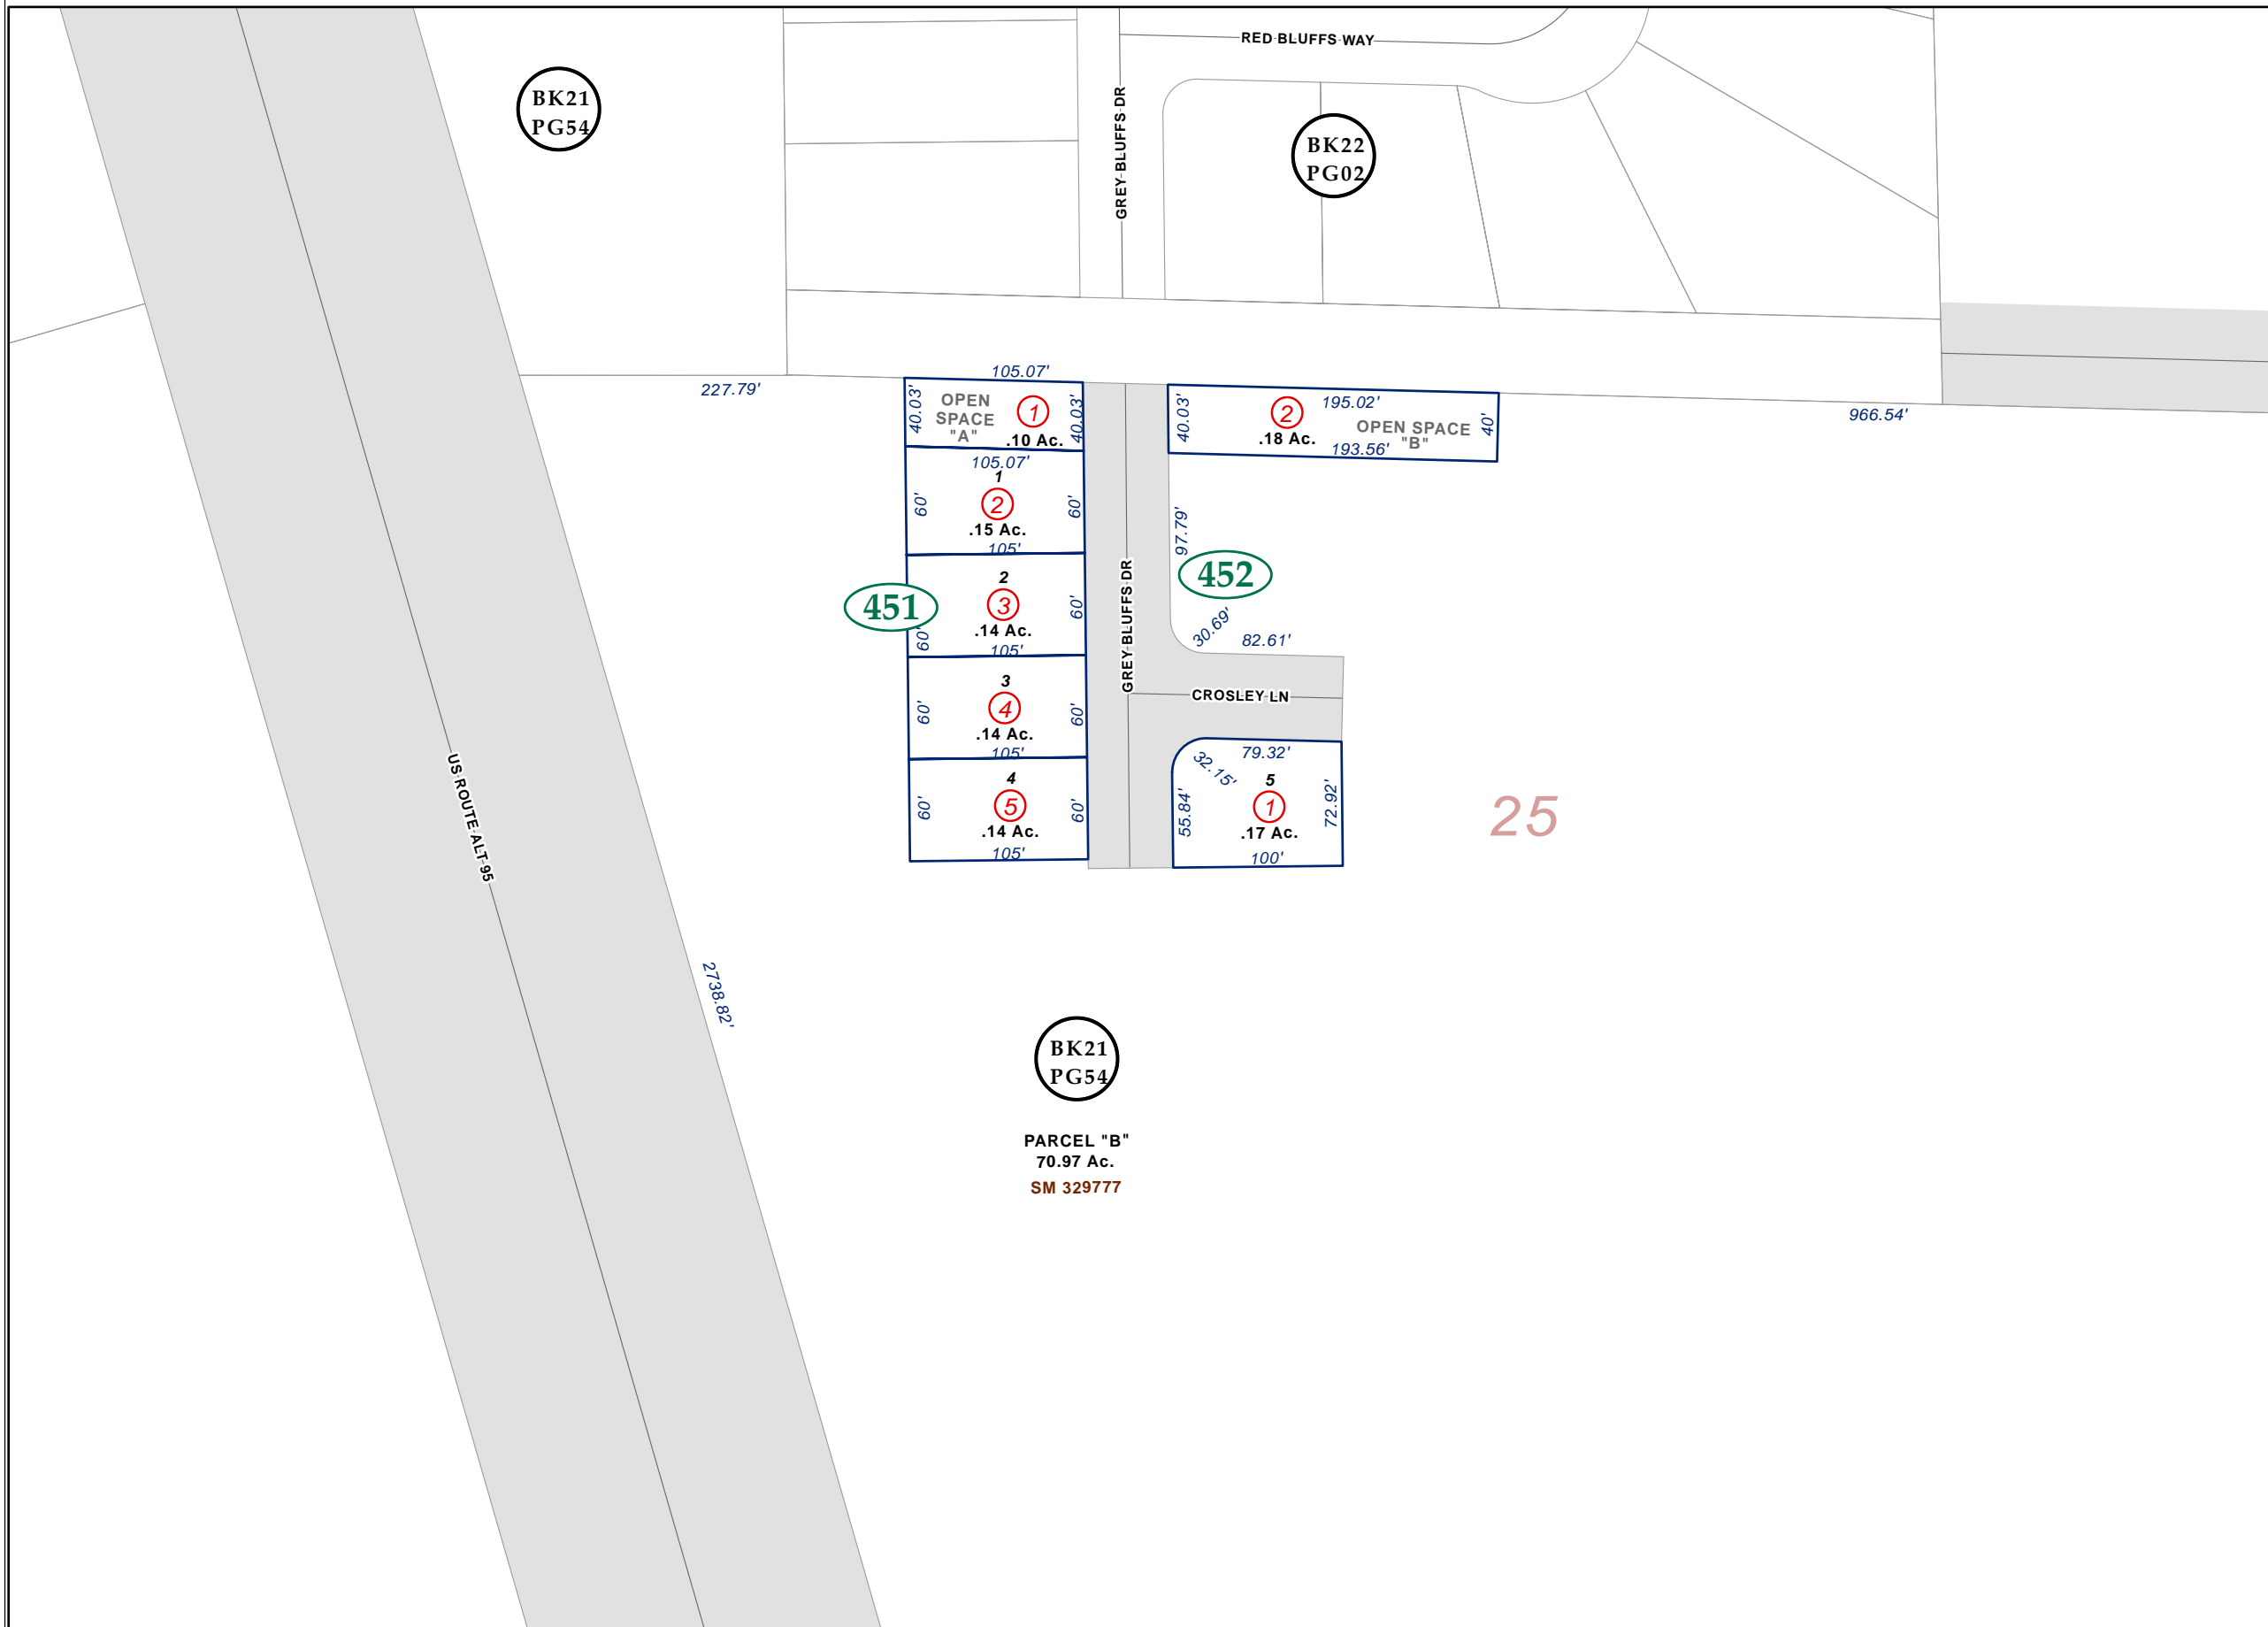 RED BLUFFS WAY
GREY BLUFFS DR
BK21
PG54
BK22
PG02
227.79'
105.07'
40.03'
OPEN
SPACE
"A"
1
.10 Ac.
40.03'
40.03'
2
.18 Ac.
195.02'
OPEN SPACE
"B"
193.56'
40'
966.54'
105.07'
1
60'
2
60'
.15 Ac.
105'
97.79'
452
451
2
3
.14 Ac.
60'
60'
105'
GREY BLUFFS DR
30.69'
82.61'
CROSLEY LN
3
60'
4
60'
.14 Ac.
105'
4
60'
5
60'
.14 Ac.
105'
79.32'
32.15'
5
55.84'
1
72.92'
.17 Ac.
100'
25
US ROUTE ALT 95
2738.82'
BK21
PG54
PARCEL "B"
70.97 Ac.
SM 329777